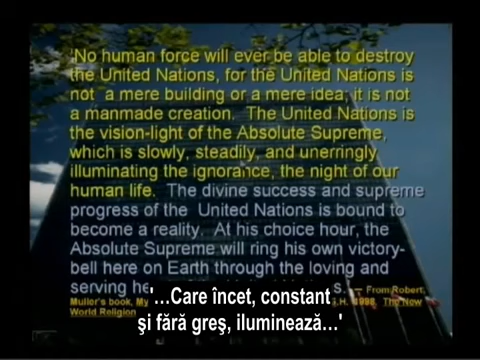 'No human force will ever be able to destroy
the United Nations, for the United Nations is
not a mere building or a mere idea; it is not
a manmade creation. The United Nations is
the vision-light of the Absolute Supreme,
which is slowly, steadily, and unerringly
illuminating the ignorance, the night of our
human life. The divine success and supreme
progress of the United Nations is bound to
become a reality. At his choice hour, the
Absolute Supreme will ring his own victory-
bell here on Earth through the loving and
serving he
S. — From Robert
Muller's book, My
1998 The New
World Religion
'...Care încet, constant
și fără greș, iluminează...'